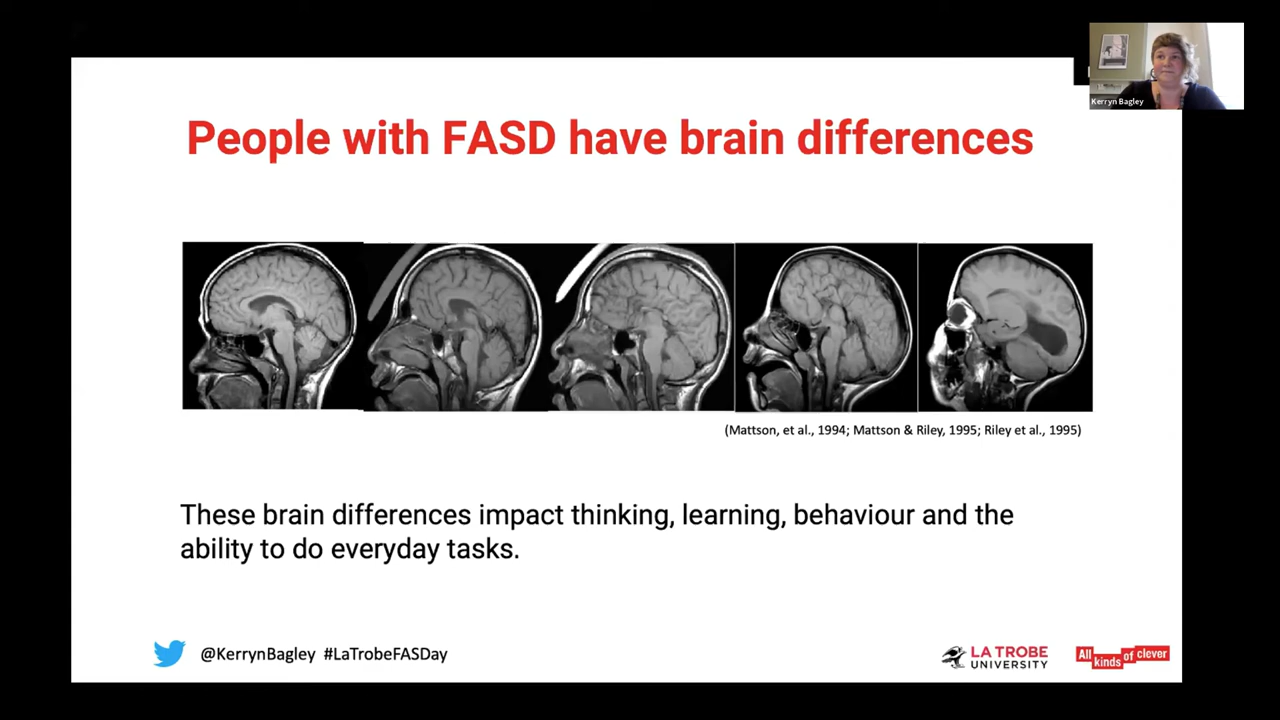 Kerryn Bagley
People with FASD have brain differences
(Mattson, et al., 1994; Mattson & Riley, 1995; Riley et al., 1995)
These brain differences impact thinking, learning, behaviour and the
ability to do everyday tasks.
@KerrynBagley #LaTrobeFASDay
LA TROBE
UNIVERSITY
All kinds of clever